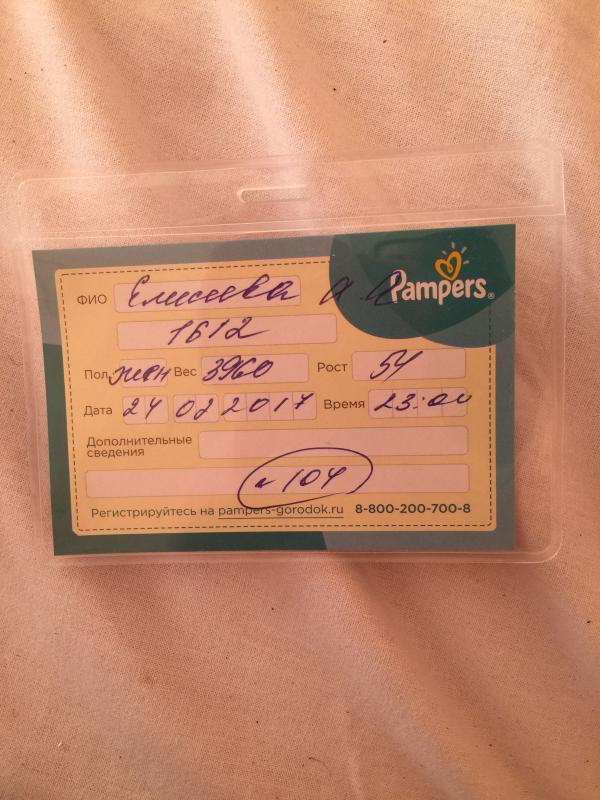 Pampers®
ФИО Елисеева А. А
1612
Пол жен Вес 3960 Рост 54
Дата 24 02 2017 Время 23:00
Дополнительные
сведения
к 104
Регистрируйтесь на pampers-gorodok.ru 8-800-200-700-8